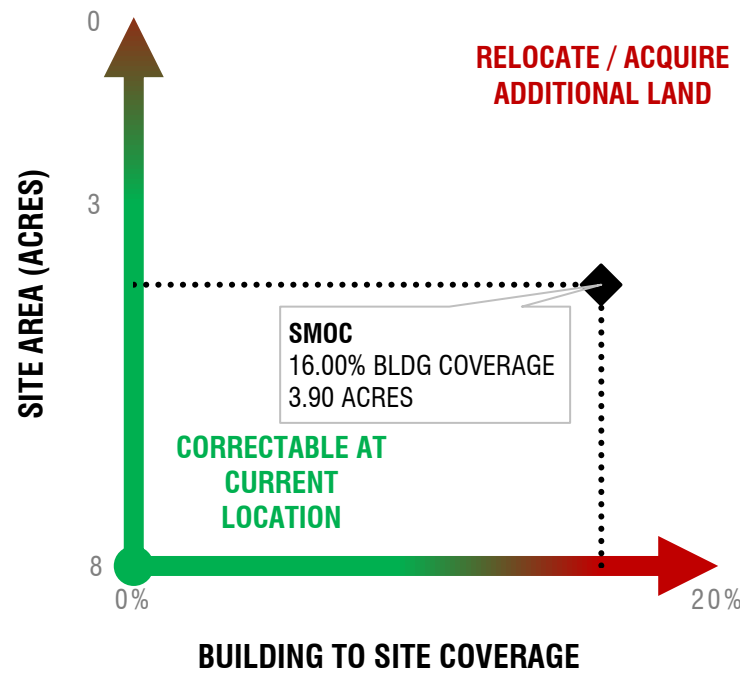 0
RELOCATE / ACQUIRE
ADDITIONAL LAND
3
SITE AREA (ACRES)
SMOC
16.00% BLDG COVERAGE
3.90 ACRES
CORRECTABLE AT
CURRENT
LOCATION
8
0%
20%
BUILDING TO SITE COVERAGE